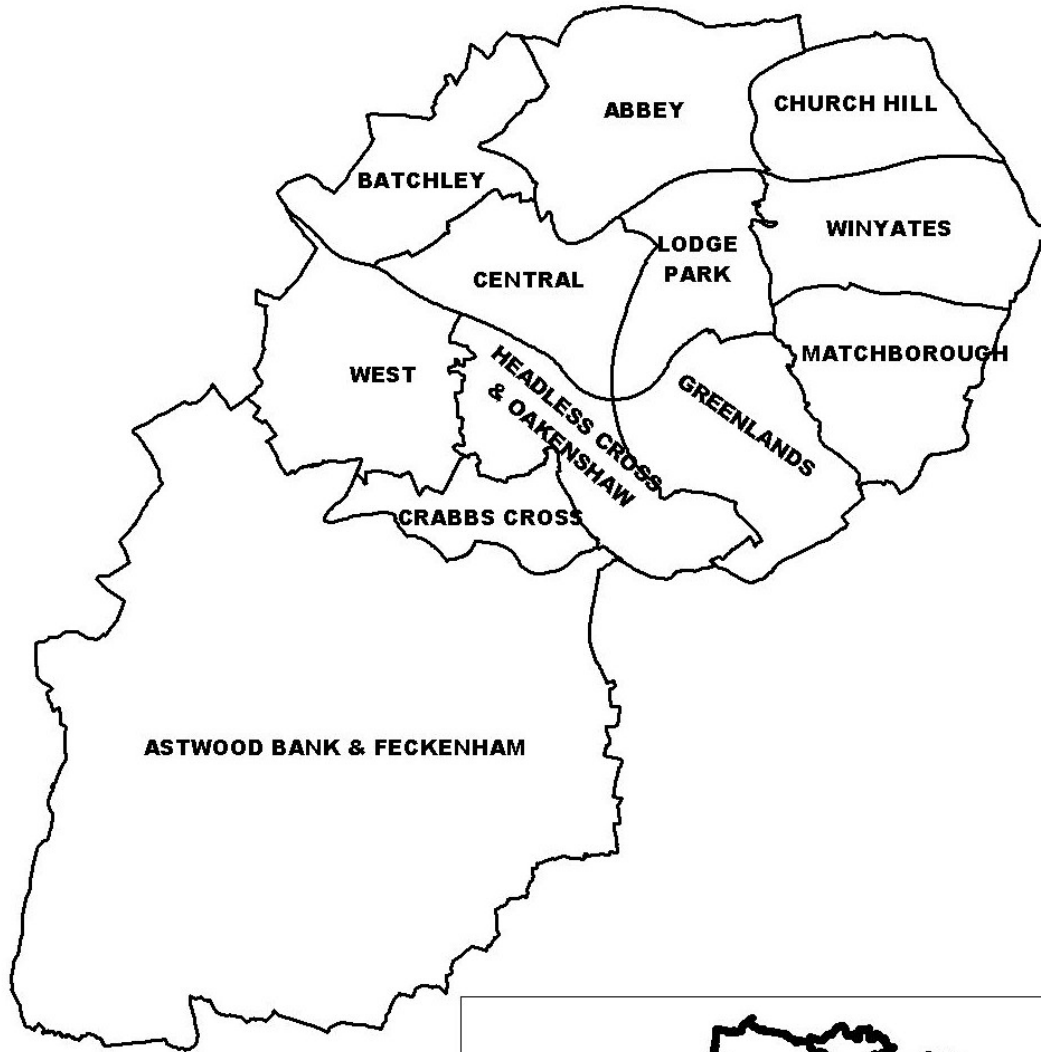 ABBEY
CHURCH HILL
BATCHLEY
WINYATES
LODGE
PARK
CENTRAL
MATCHBOROUGH
WEST
HEADLESS CROSS
& OAKENSHAW
GREENLANDS
CRABBS CROSS
ASTWOOD BANK & FECKENHAM